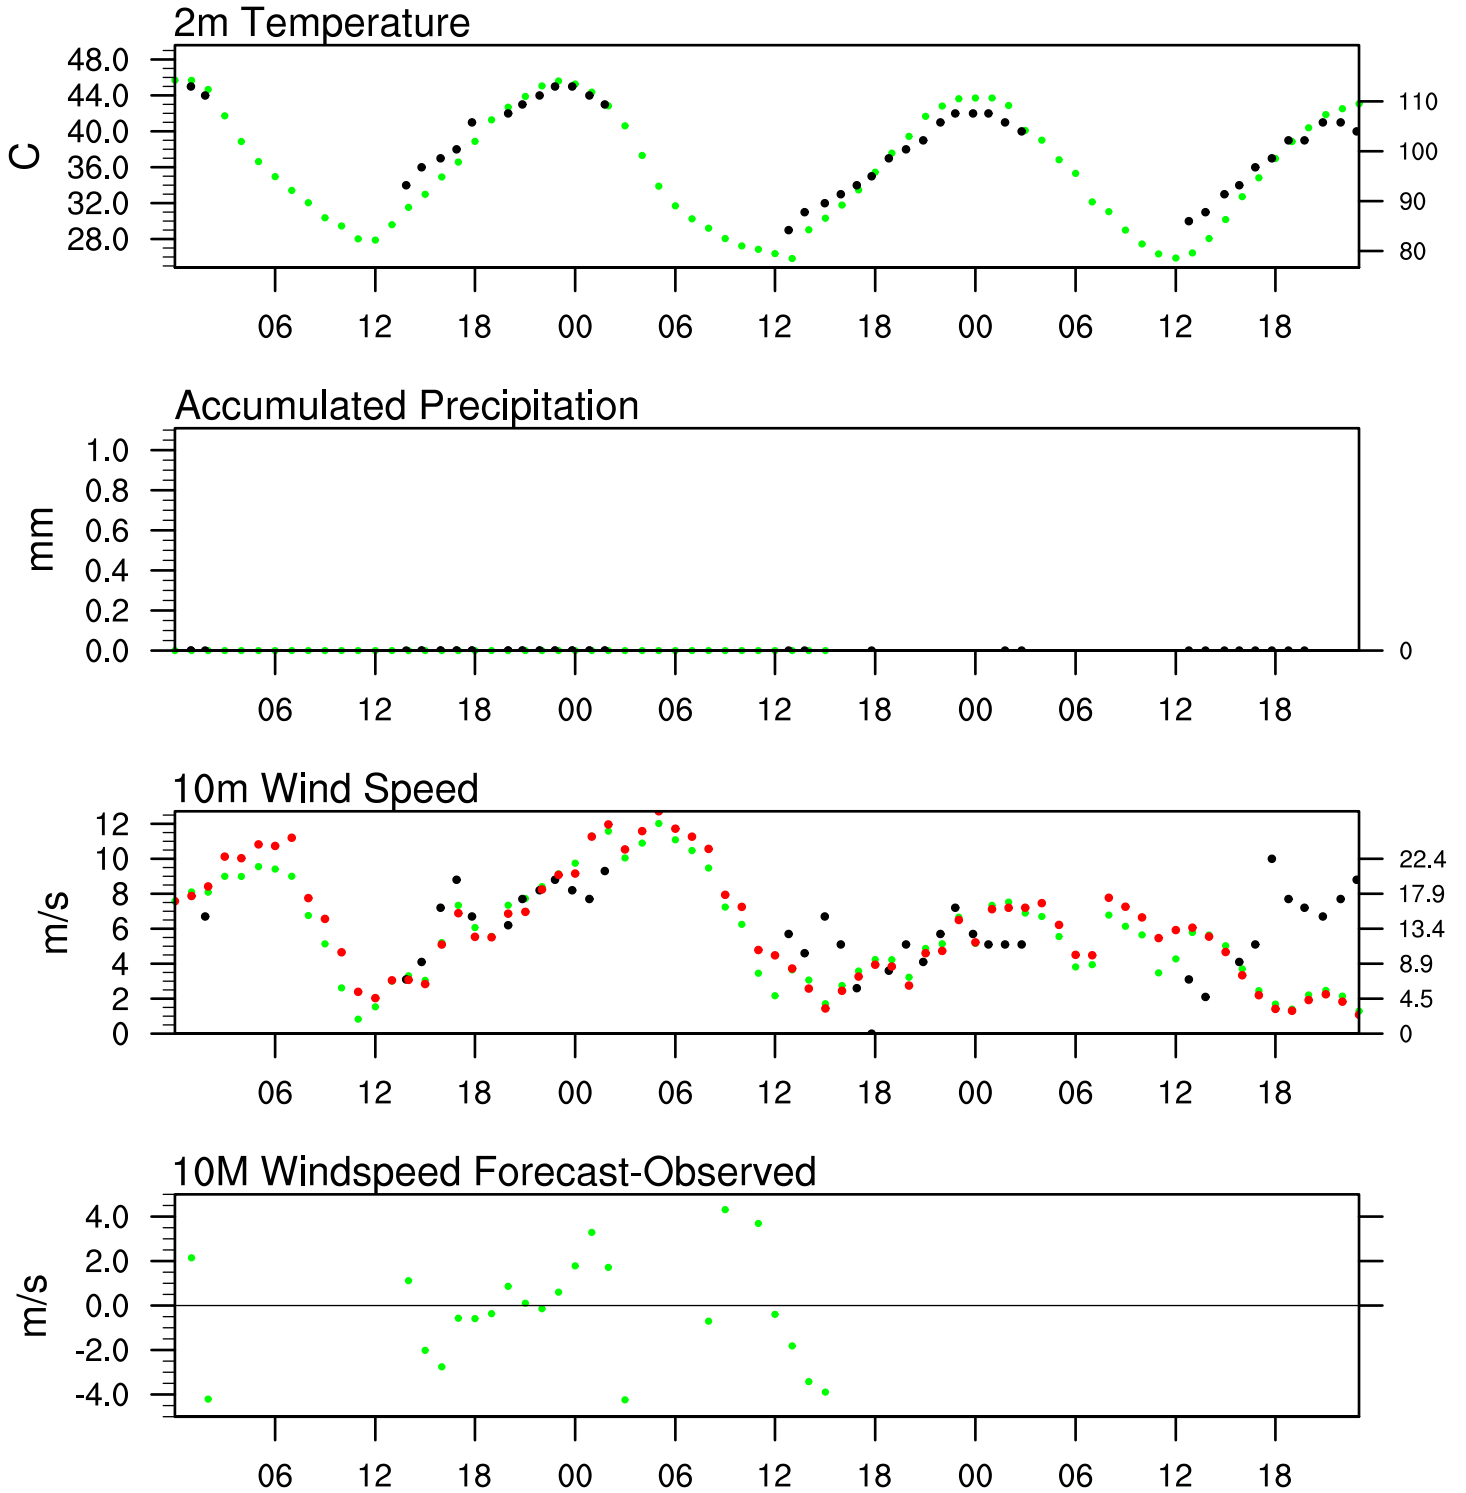 2m Temperature
48.0
44.0
40.0
36.0
32.0
28.0
C
110
100
90
80
06 12 18 00 06 12 18 00 06 12 18
Accumulated Precipitation
1.0
0.8
0.6
0.4
0.2
0.0
mm
0
06 12 18 00 06 12 18 00 06 12 18
10m Wind Speed
12
10
8
6
4
2
0
m/s
22.4
17.9
13.4
8.9
4.5
0
06 12 18 00 06 12 18 00 06 12 18
10M Windspeed Forecast-Observed
4.0
2.0
0.0
-2.0
-4.0
m/s
06 12 18 00 06 12 18 00 06 12 18